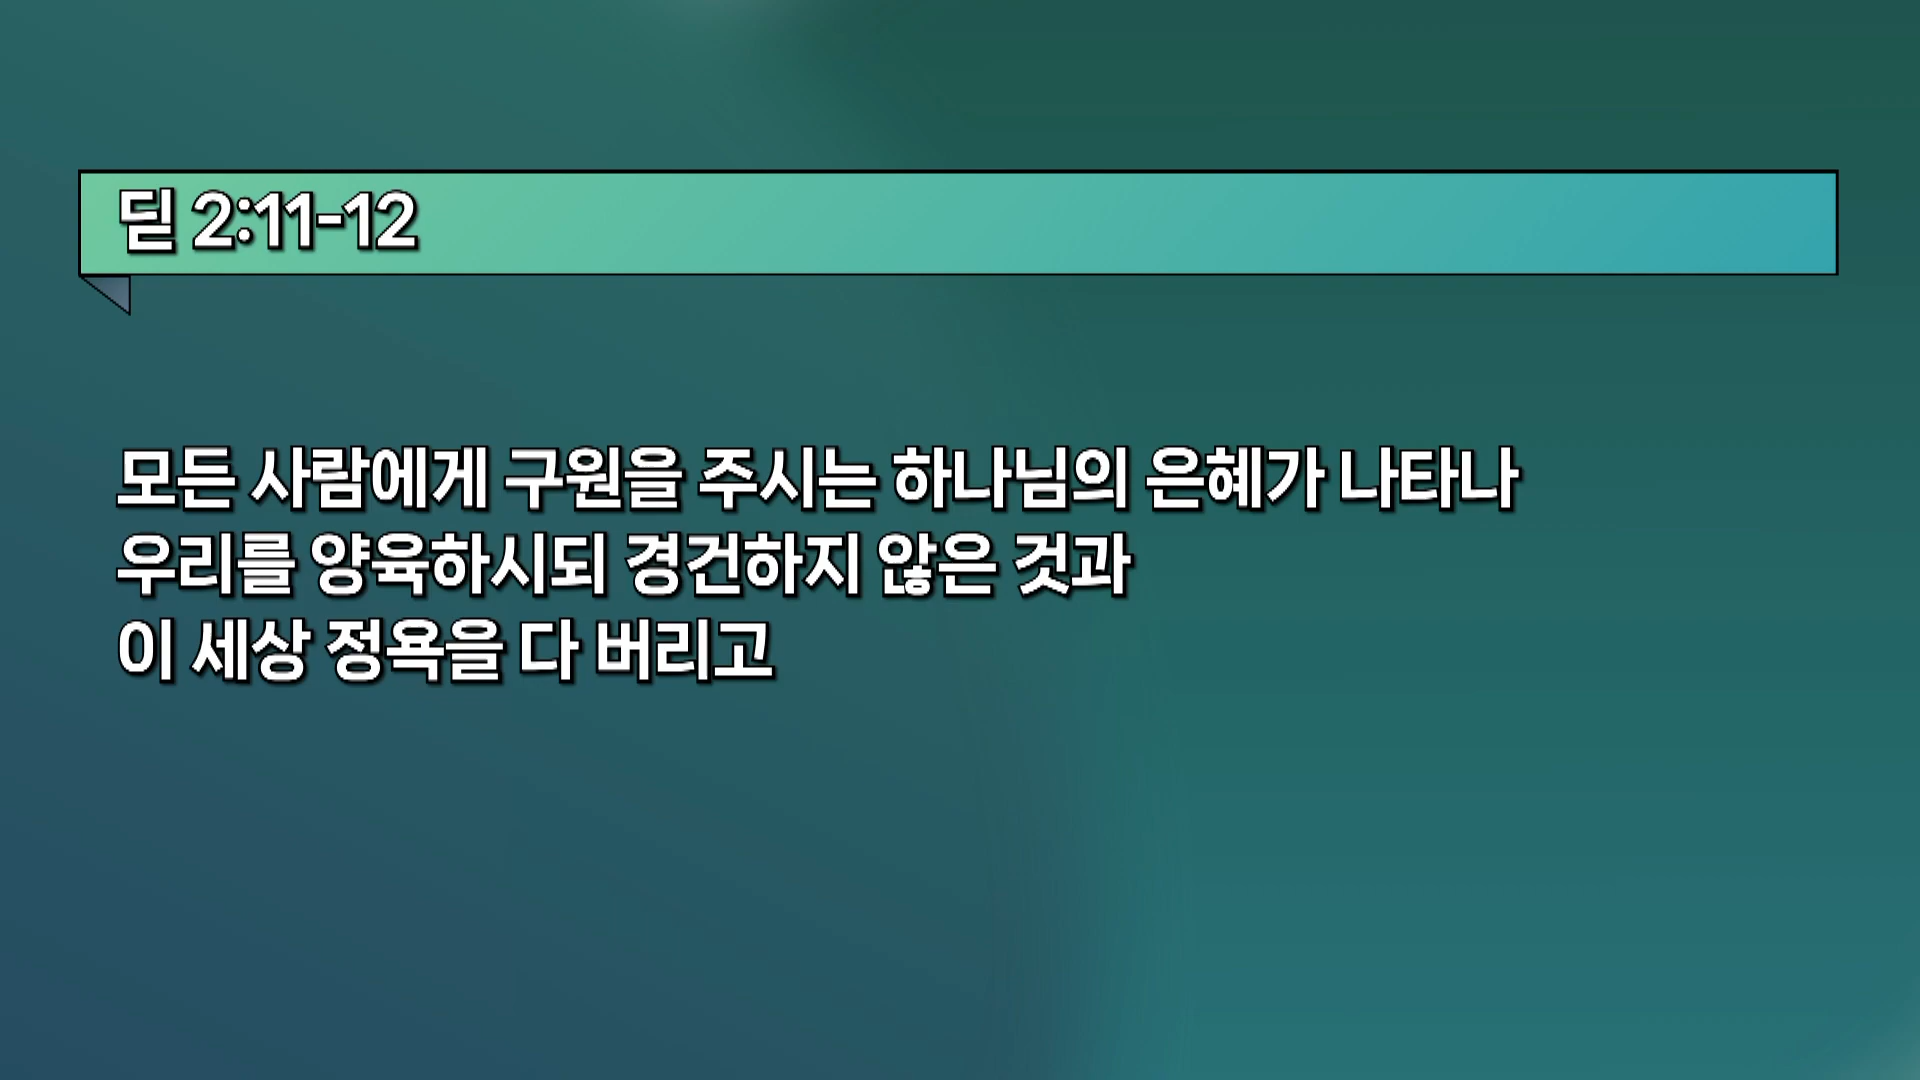 딛 2:11-12
모든 사람에게 구원을 주시는 하나님의 은혜가 나타나
우리를 양육하시되 경건하지 않은 것과
이 세상 정욕을 다 버리고